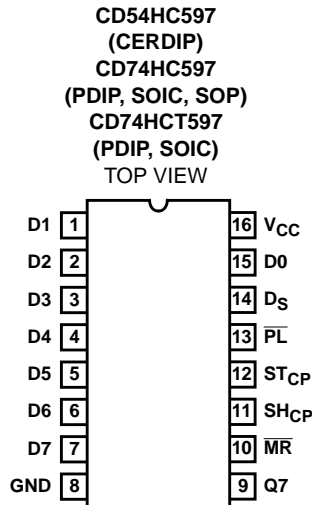 CD54HC597
(CERDIP)
CD74HC597
(PDIP, SOIC, SOP)
CD74HCT597
(PDIP, SOIC)
TOP VIEW
D1 1 16 VCC
D2 2 15 D0
D3 3 14 DS
D4 4 13 P̅L̅
D5 5 12 STCP
D6 6 11 SHCP
D7 7 10 M̅R̅
GND 8 9 Q7